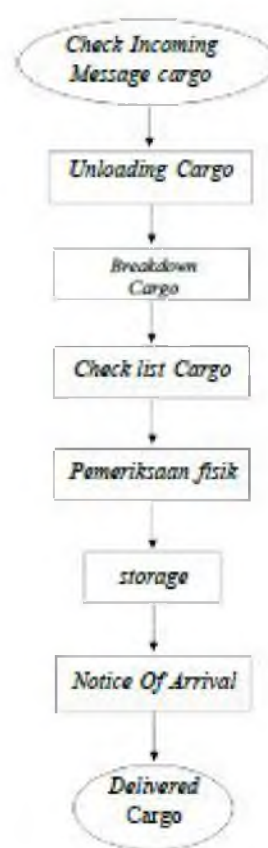 Check Incoming
Message cargo
Unloading Cargo
Breakdown
Cargo
Check list Cargo
Pemeriksaan fisik
storage
Notice Of Arrival
Delivered
Cargo